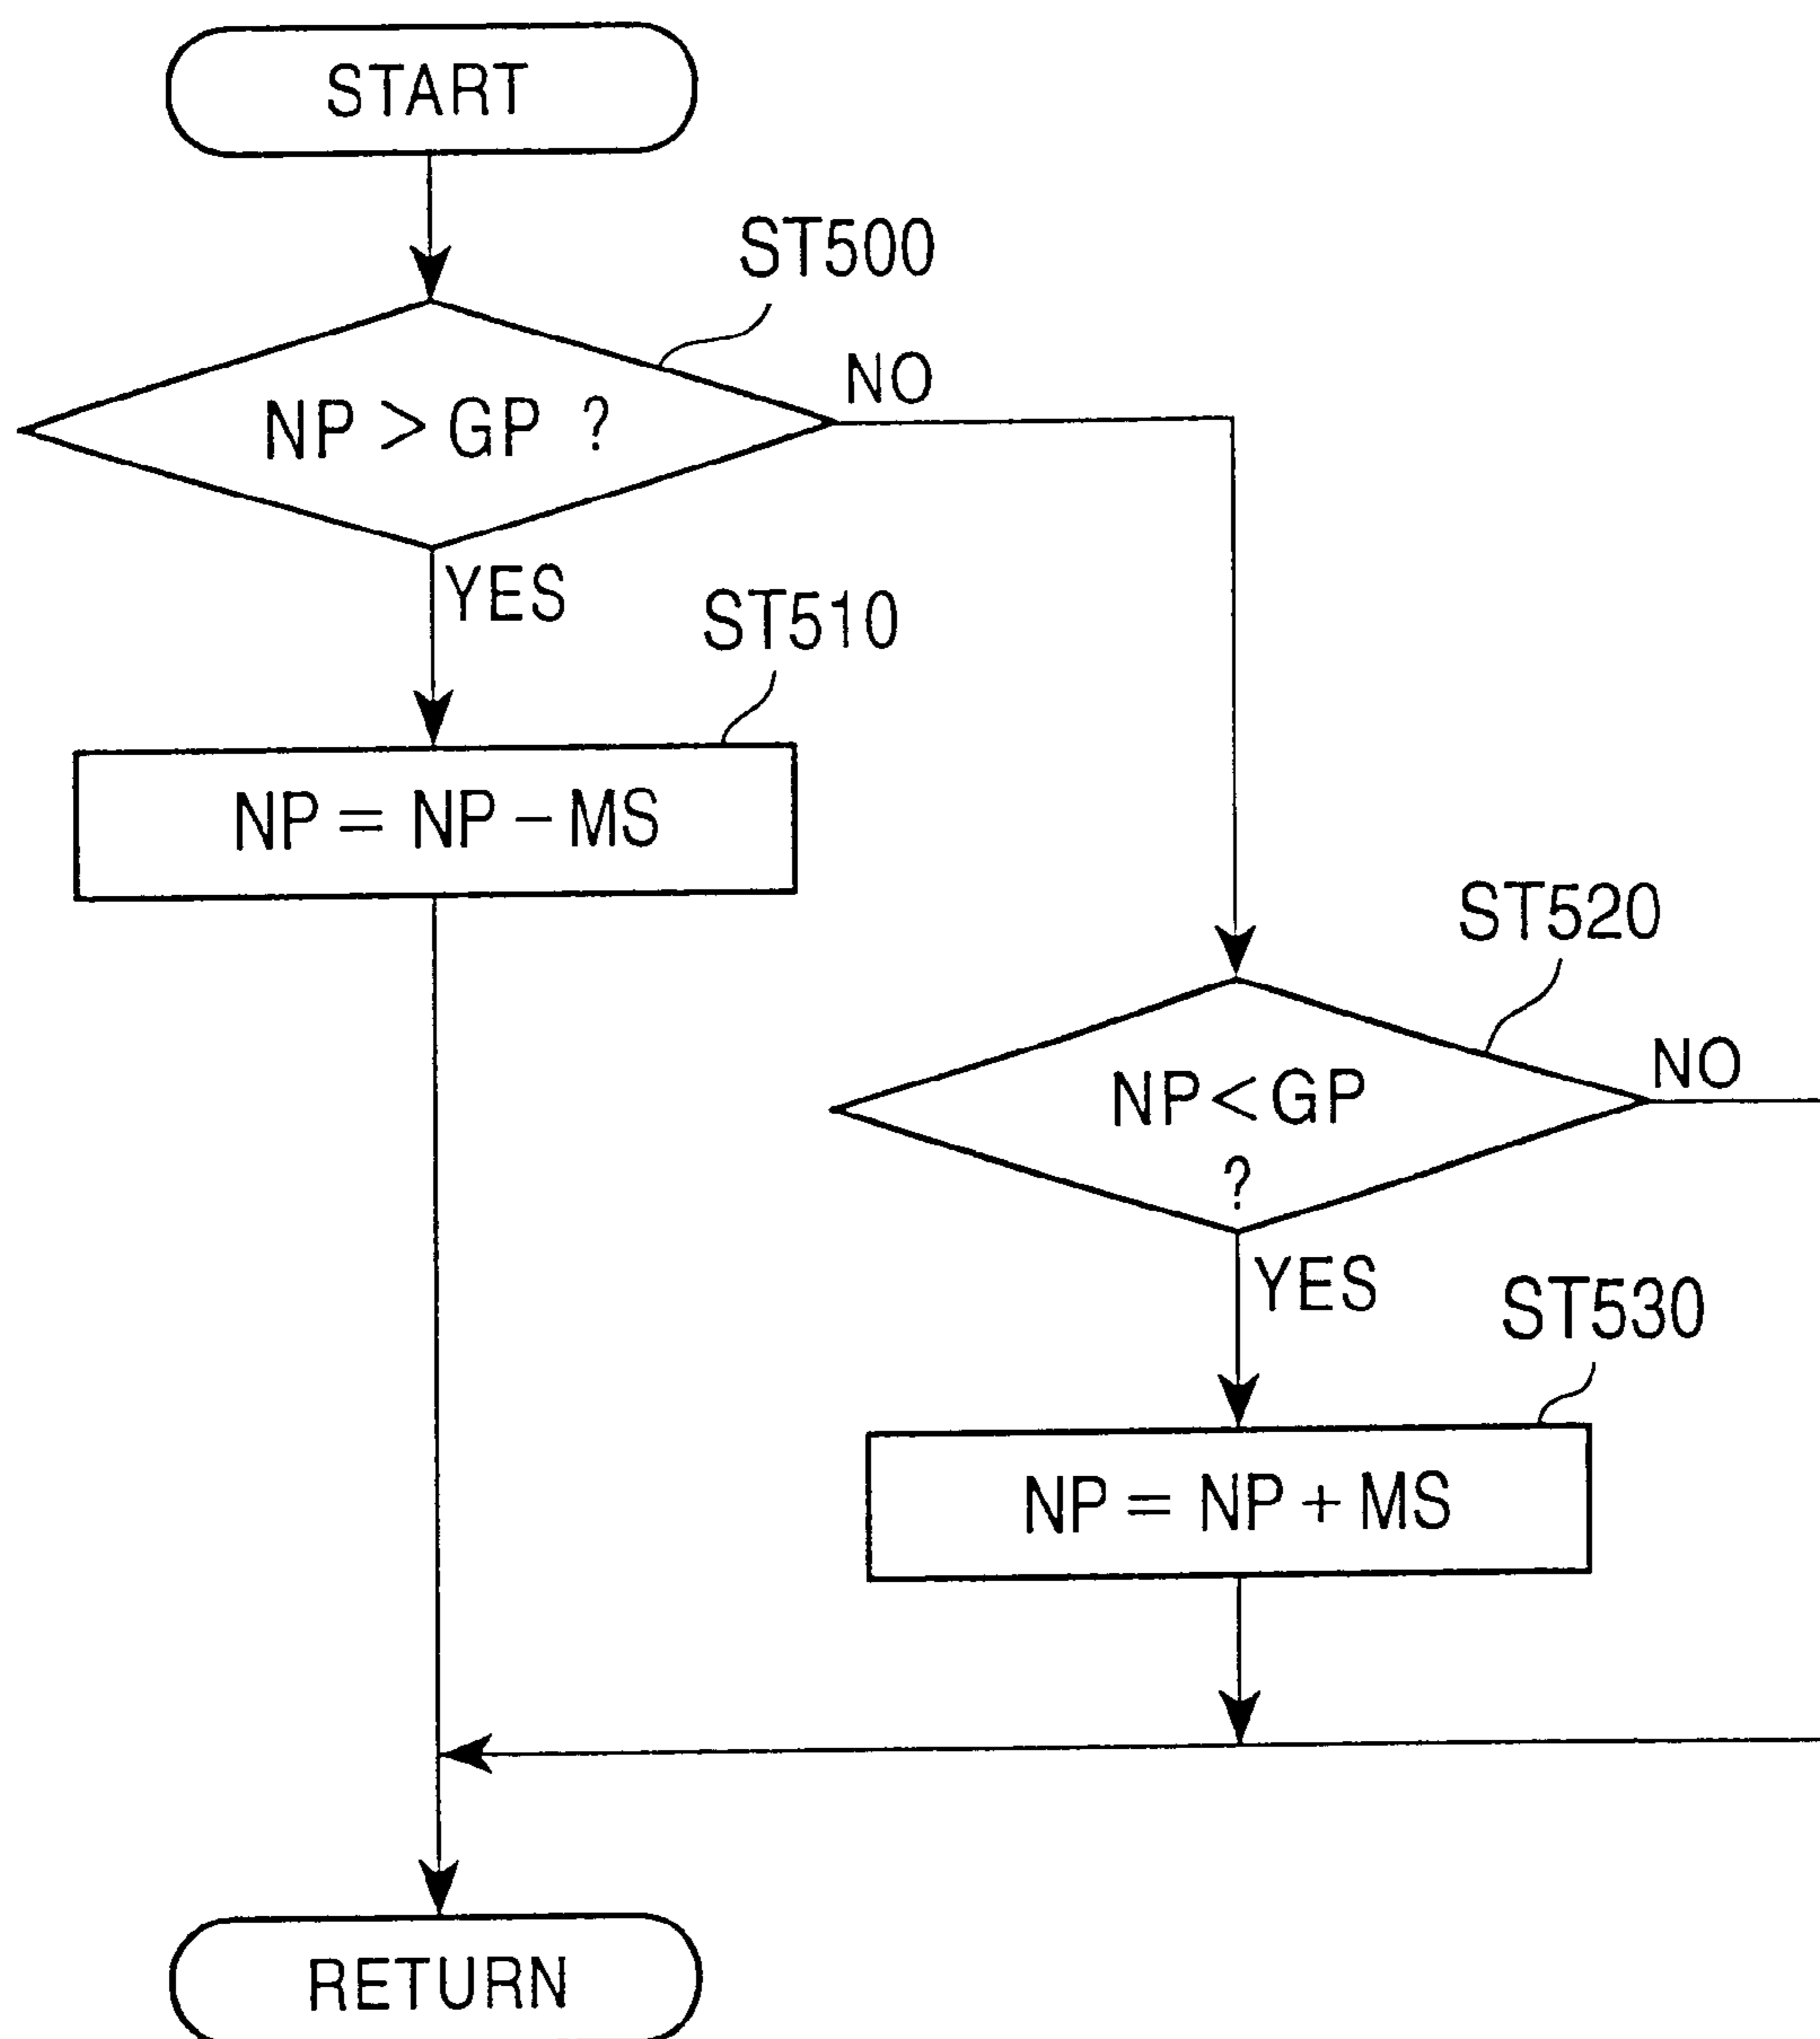 START
ST500
NP > GP ?
NO
YES
ST510
NP = NP - MS
ST520
NP < GP
?
NO
YES
ST530
NP = NP + MS
RETURN